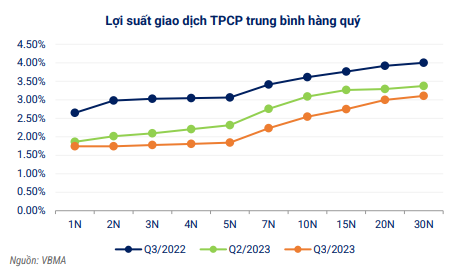 Lợi suất giao dịch TPCP trung bình hàng quý
4.50%
4.00%
3.50%
3.00%
2.50%
2.00%
1.50%
1.00%
0.50%
0.00%
1N 2N 3N 4N 5N 7N 10N 15N 20N 30N
Q3/2022 Q2/2023 Q3/2023
Nguồn: VBMA